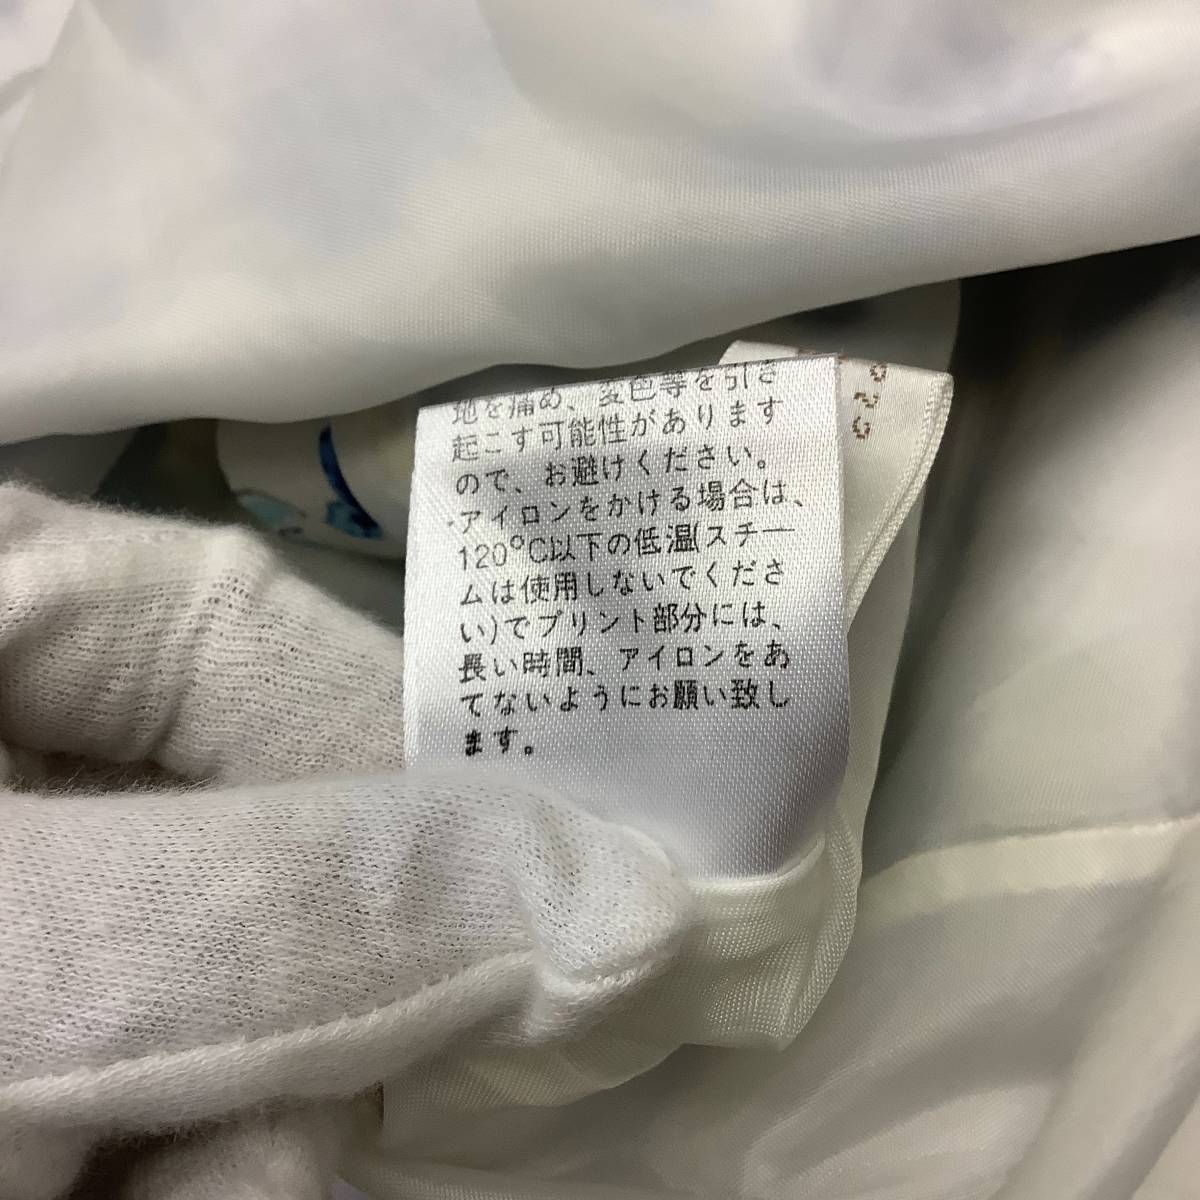 地を痛め、変色等を引き
起こす可能性があります
ので、お避けください。
・アイロンをかける場合は、
120°C以下の低温(スチー
ムは使用しないでくださ
い)でプリント部分には、
長い時間、アイロンをあ
てないようにお願い致し
ます。